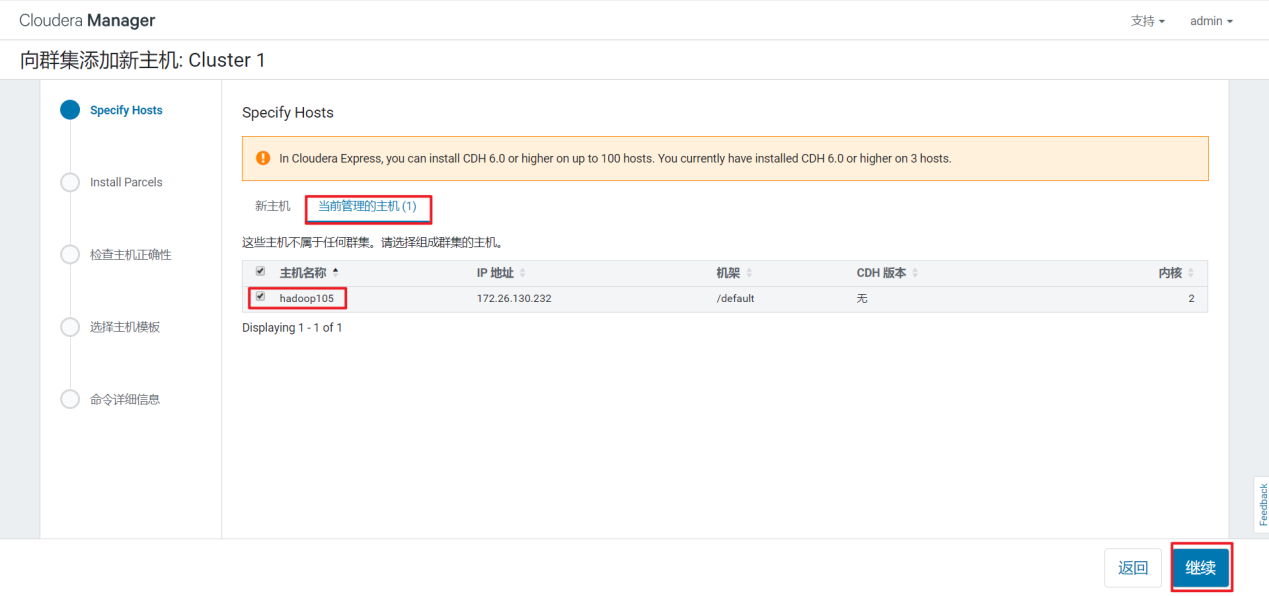 Cloudera Manager 支持 admin
向群集添加新主机: Cluster 1
Specify Hosts
Install Parcels
检查主机正确性
选择主机模板
命令详细信息
Specify Hosts
In Cloudera Express, you can install CDH 6.0 or higher on up to 100 hosts. You currently have installed CDH 6.0 or higher on 3 hosts.
新主机 当前管理的主机 (1)
这些主机不属于任何群集。请选择组成群集的主机。
主机名称 IP 地址 机架 CDH 版本 内核
hadoop105 172.26.130.232 /default 无 2
Displaying 1 - 1 of 1
Feedback
返回 继续